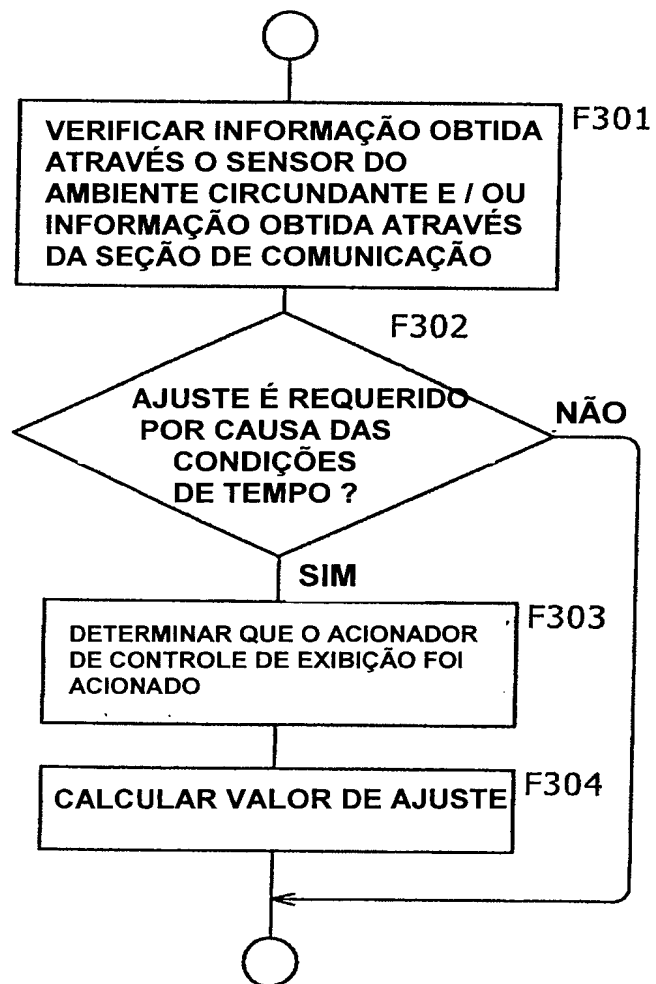 F301
VERIFICAR INFORMAÇÃO OBTIDA
ATRAVÉS O SENSOR DO
AMBIENTE CIRCUNDANTE E / OU
INFORMAÇÃO OBTIDA ATRAVÉS
DA SEÇÃO DE COMUNICAÇÃO
F302
AJUSTE É REQUERIDO
POR CAUSA DAS
CONDIÇÕES
DE TEMPO ?
NÃO
SIM
F303
DETERMINAR QUE O ACIONADOR
DE CONTROLE DE EXIBIÇÃO FOI
ACIONADO
F304
CALCULAR VALOR DE AJUSTE